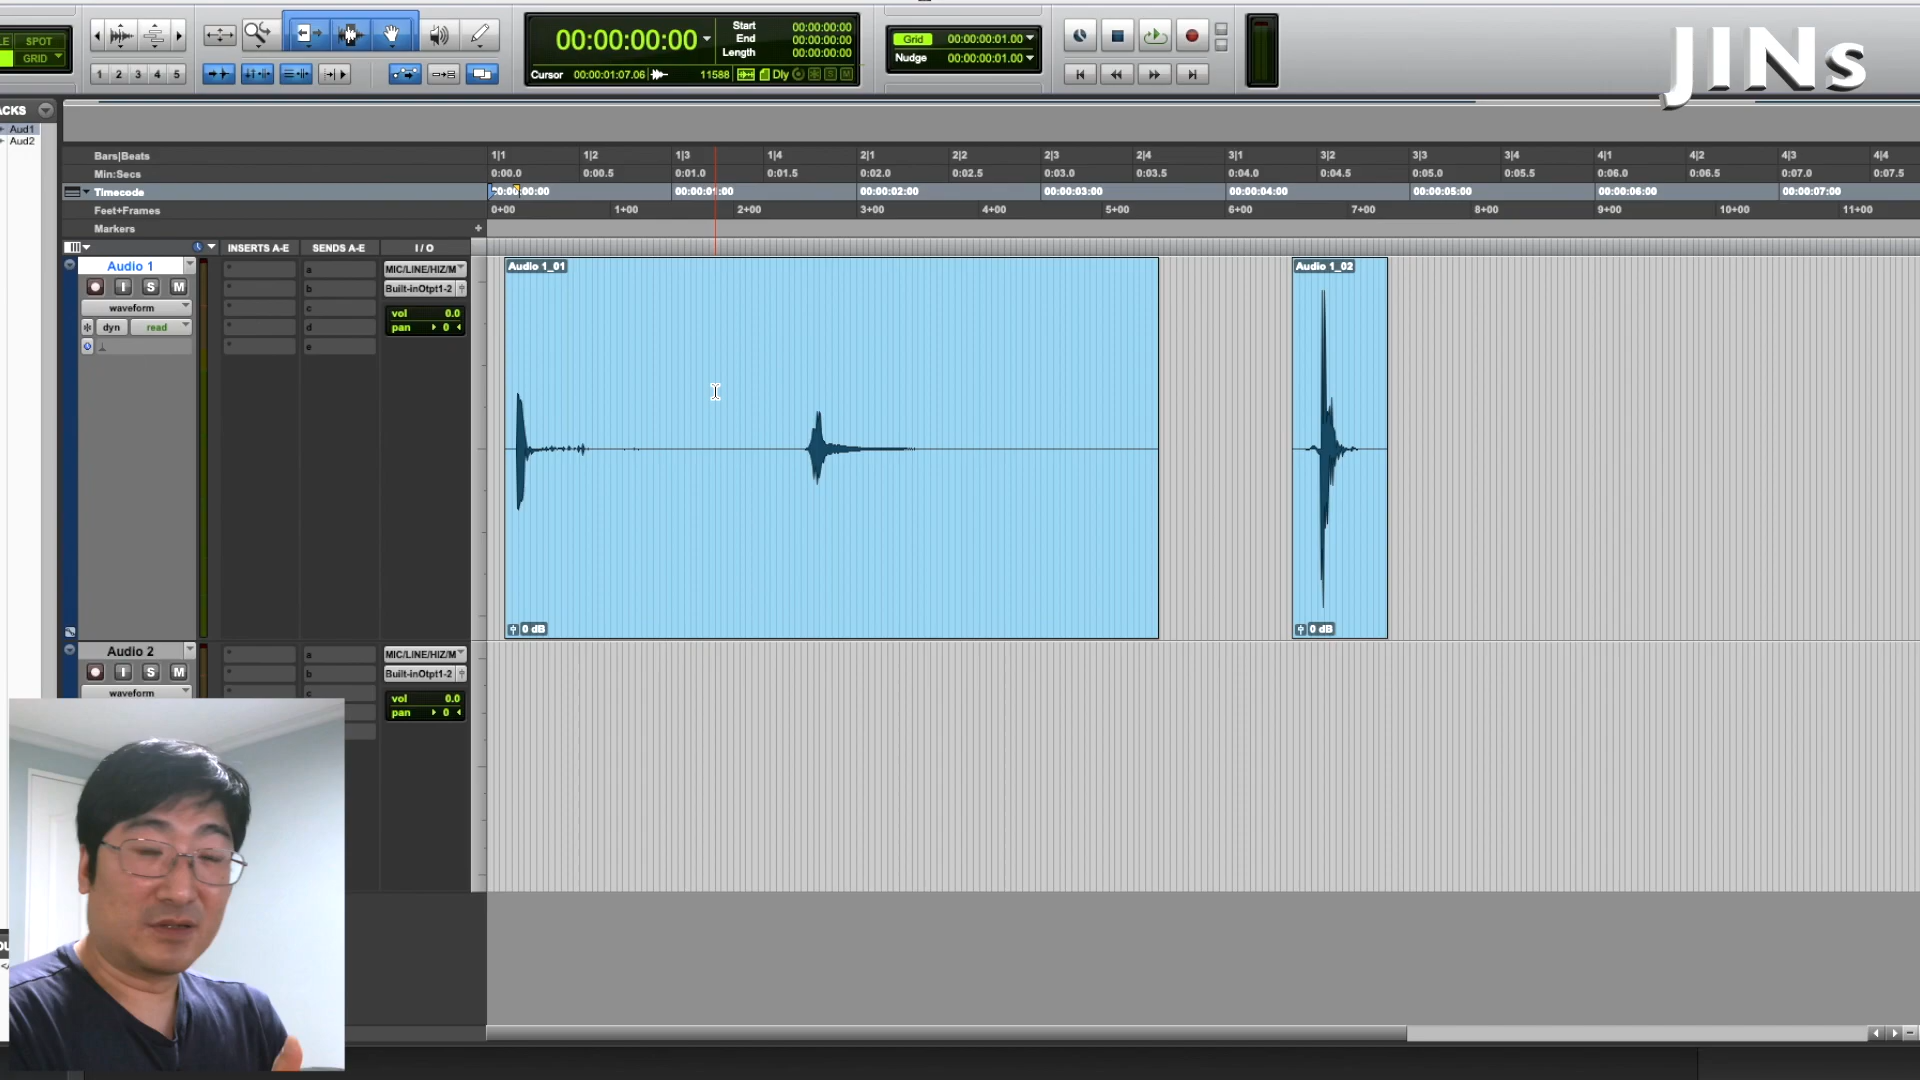 LE SPOT
GRID
1 2 3 4 5
00:00:00:00
Start 00:00:00:00
End 00:00:00:00
Length 00:00:00:00
Cursor 00:00:01:07.06 11588 Dly S M
Grid 00:00:00:01.00
Nudge 00:00:00:01.00
JINs
ACKS
Aud1
Aud2
Bars|Beats 1|1 1|2 1|3 1|4 2|1 2|2 2|3 2|4 3|1 3|2 3|3 3|4 4|1 4|2 4|3 4|4
Min:Secs 0:00.0 0:00.5 0:01.0 0:01.5 0:02.0 0:02.5 0:03.0 0:03.5 0:04.0 0:04.5 0:05.0 0:05.5 0:06.0 0:06.5 0:07.0 0:07.5
Timecode 00:00:00:00 00:00:01:00 00:00:02:00 00:00:03:00 00:00:04:00 00:00:05:00 00:00:06:00 00:00:07:00
Feet+Frames 0+00 1+00 2+00 3+00 4+00 5+00 6+00 7+00 8+00 9+00 10+00 11+00
Markers +
INSERTS A-E SENDS A-E I / O
Audio 1
I S M
waveform
dyn read
a
b
c
d
e
MIC/LINE/HIZ/M
Built-inOtpt1-2
vol 0.0
pan 0
Audio 1_01
0 dB
Audio 1_02
0 dB
Audio 2
I S M
waveform
a
b
c
MIC/LINE/HIZ/M
Built-inOtpt1-2
vol 0.0
pan 0